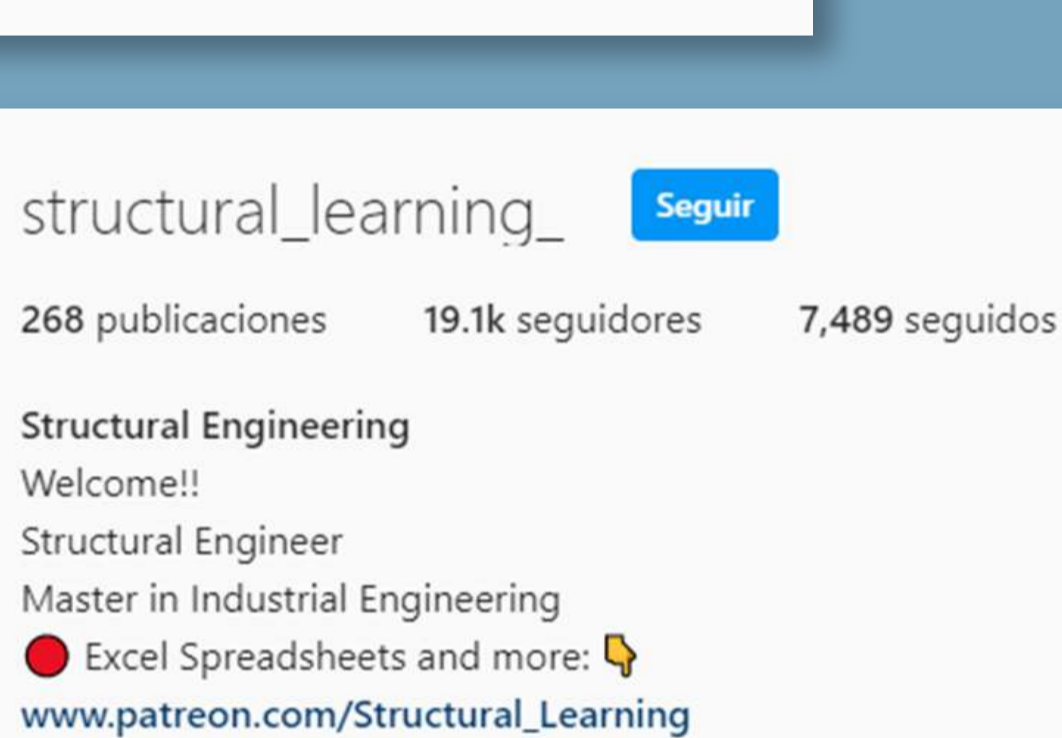 structural_learning_ Seguir
268 publicaciones 19.1k seguidores 7,489 seguidos
Structural Engineering
Welcome!!
Structural Engineer
Master in Industrial Engineering
🔴 Excel Spreadsheets and more: 👇
www.patreon.com/Structural_Learning